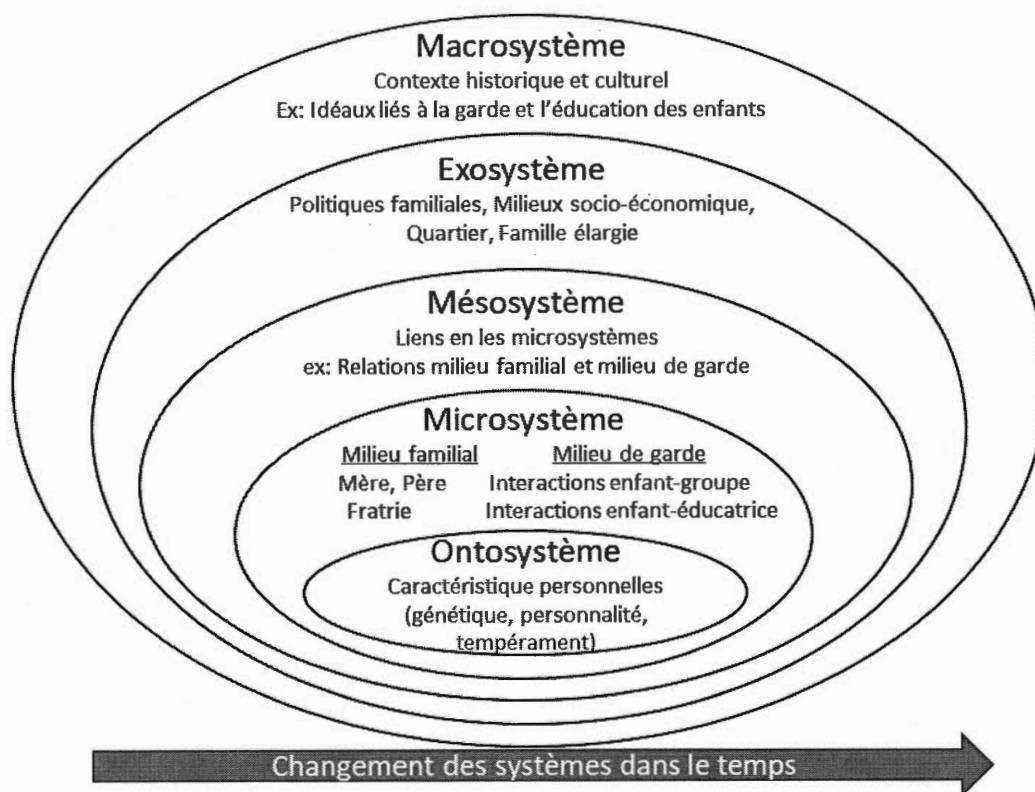 Macrosystème
Contexte historique et culturel
Ex: Idéaux liés à la garde et l'éducation des enfants
Exosystème
Politiques familiales, Milieux socio-économique,
Quartier, Famille élargie
Mésosystème
Liens en les microsystèmes
ex: Relations milieu familial et milieu de garde
Microsystème
Milieu familial Milieu de garde
Mère, Père Interactions enfant-groupe
Fratrie Interactions enfant-éducatrice
Ontosystème
Caractéristique personnelles
(génétique, personnalité,
tempérament)
Changement des systèmes dans le temps